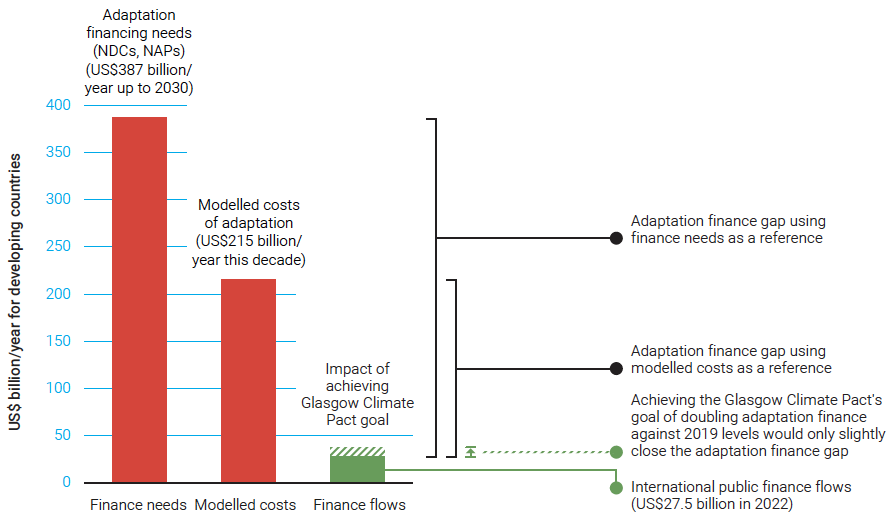 Adaptation
financing needs
(NDCs, NAPs)
(US$387 billion/
year up to 2030)
US$ billion/year for developing countries
400
350
300
250
200
150
100
50
0
Modelled costs
of adaptation
(US$215 billion/
year this decade)
Impact of
achieving
Glasgow Climate
Pact goal
Finance needs
Modelled costs
Finance flows
Adaptation finance gap using
finance needs as a reference
Adaptation finance gap using
modelled costs as a reference
Achieving the Glasgow Climate Pact's
goal of doubling adaptation finance
against 2019 levels would only slightly
close the adaptation finance gap
International public finance flows
(US$27.5 billion in 2022)